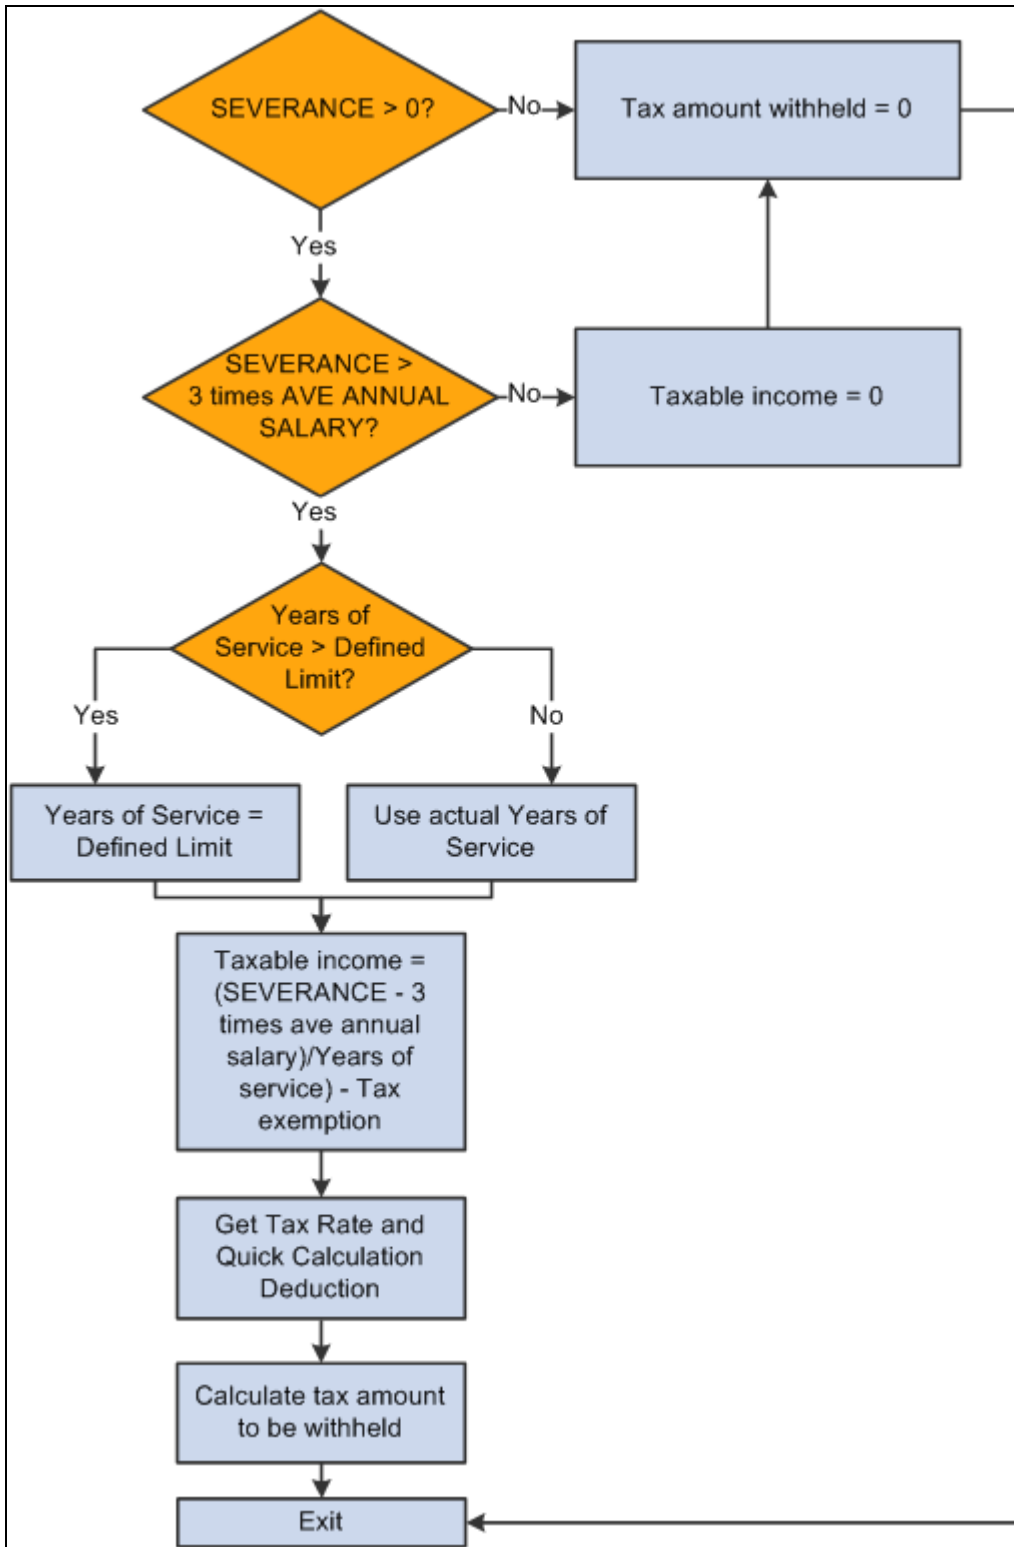 SEVERANCE > 0?
No
Tax amount withheld = 0
Yes
SEVERANCE >
3 times AVE ANNUAL
SALARY?
No
Taxable income = 0
Yes
Years of
Service > Defined
Limit?
Yes
No
Years of Service =
Defined Limit
Use actual Years of
Service
Taxable income =
(SEVERANCE - 3
times ave annual
salary)/Years of
service) - Tax
exemption
Get Tax Rate and
Quick Calculation
Deduction
Calculate tax amount
to be withheld
Exit